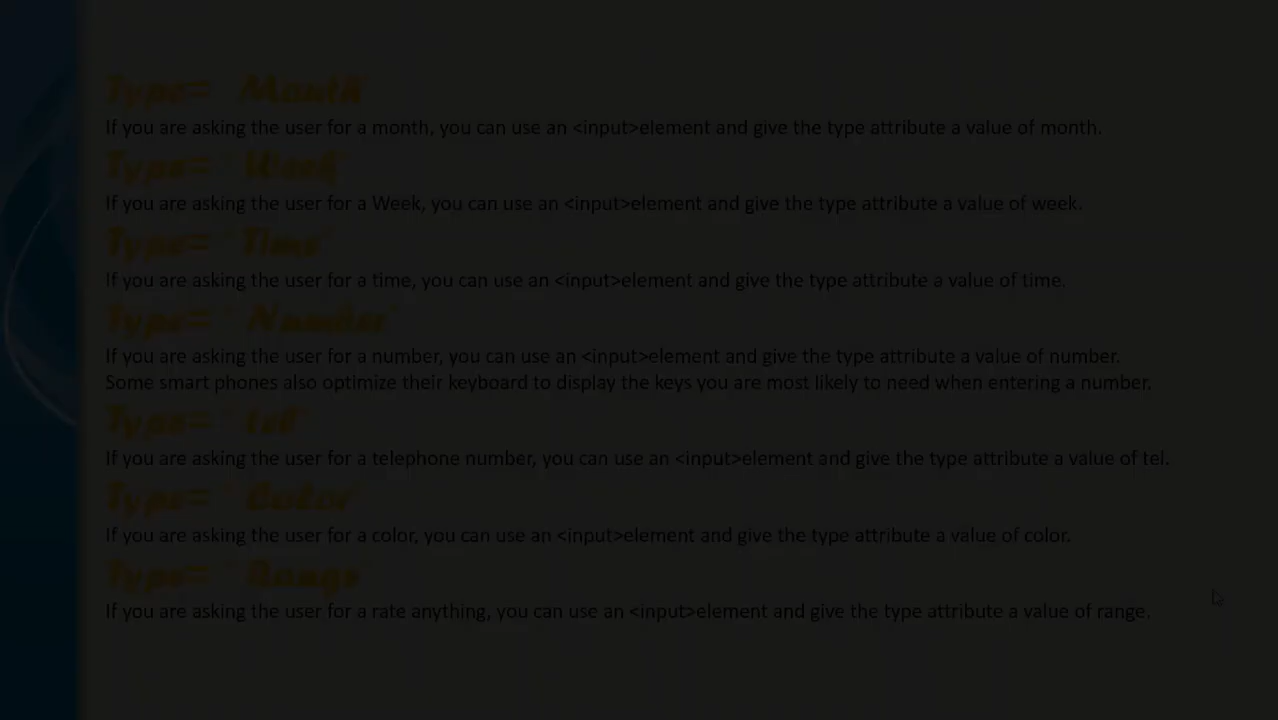 Type=" Month
If you are asking the user for a month, you can use an <input>element and give the type attribute a value of month.
Type=" Week"
If you are asking the user for a Week, you can use an <input>element and give the type attribute a value of week.
Type=" Time"
If you are asking the user for a time, you can use an <input>element and give the type attribute a value of time.
Type=" Number"
If you are asking the user for a number, you can use an <input>element and give the type attribute a value of number.
Some smart phones also optimize their keyboard to display the keys you are most likely to need when entering a number.
Type=" tel"
If you are asking the user for a telephone number, you can use an <input>element and give the type attribute a value of tel.
Type=" Color"
If you are asking the user for a color, you can use an <input>element and give the type attribute a value of color.
Type=" Range"
If you are asking the user for a rate anything, you can use an <input>element and give the type attribute a value of range.